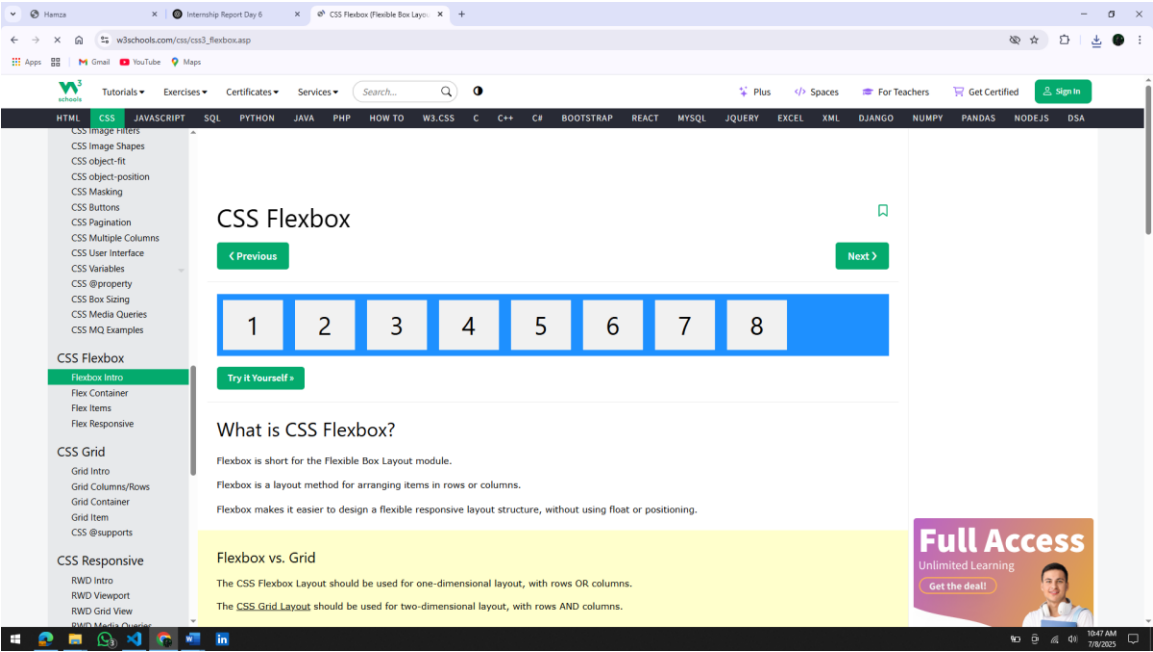 Hamza
Internship Report Day 6
CSS Flexbox (Flexible Box Layou
w3schools.com/css/css3_flexbox.asp
Apps Gmail YouTube Maps
W3 schools Tutorials Exercises Certificates Services Search... Plus Spaces For Teachers Get Certified Sign In
HTML CSS JAVASCRIPT SQL PYTHON JAVA PHP HOW TO W3.CSS C C++ C# BOOTSTRAP REACT MYSQL JQUERY EXCEL XML DJANGO NUMPY PANDAS NODEJS DSA
CSS Image Filters
CSS Image Shapes
CSS object-fit
CSS object-position
CSS Masking
CSS Buttons
CSS Pagination
CSS Multiple Columns
CSS User Interface
CSS Variables
CSS @property
CSS Box Sizing
CSS Media Queries
CSS MQ Examples
CSS Flexbox
Flexbox Intro
Flex Container
Flex Items
Flex Responsive
CSS Grid
Grid Intro
Grid Columns/Rows
Grid Container
Grid Item
CSS @supports
CSS Responsive
RWD Intro
RWD Viewport
RWD Grid View
RWD Media Queries
CSS Flexbox
❮ Previous
Next ❯
1 2 3 4 5 6 7 8
Try it Yourself »
What is CSS Flexbox?
Flexbox is short for the Flexible Box Layout module.
Flexbox is a layout method for arranging items in rows or columns.
Flexbox makes it easier to design a flexible responsive layout structure, without using float or positioning.
Flexbox vs. Grid
The CSS Flexbox Layout should be used for one-dimensional layout, with rows OR columns.
The CSS Grid Layout should be used for two-dimensional layout, with rows AND columns.
Full Access
Unlimited Learning
Get the deal!
10:47 AM
7/8/2025